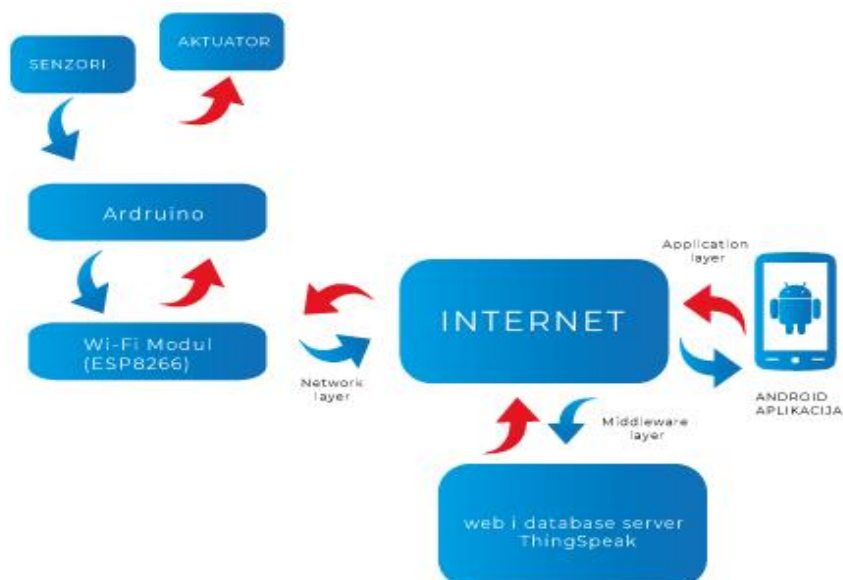 SENZORI
AKTUATOR
Ardruino
Wi-Fi Modul
(ESP8266)
Network
layer
INTERNET
Application
layer
ANDROID
APLIKACIJA
Middleware
layer
web i database server
ThingSpeak